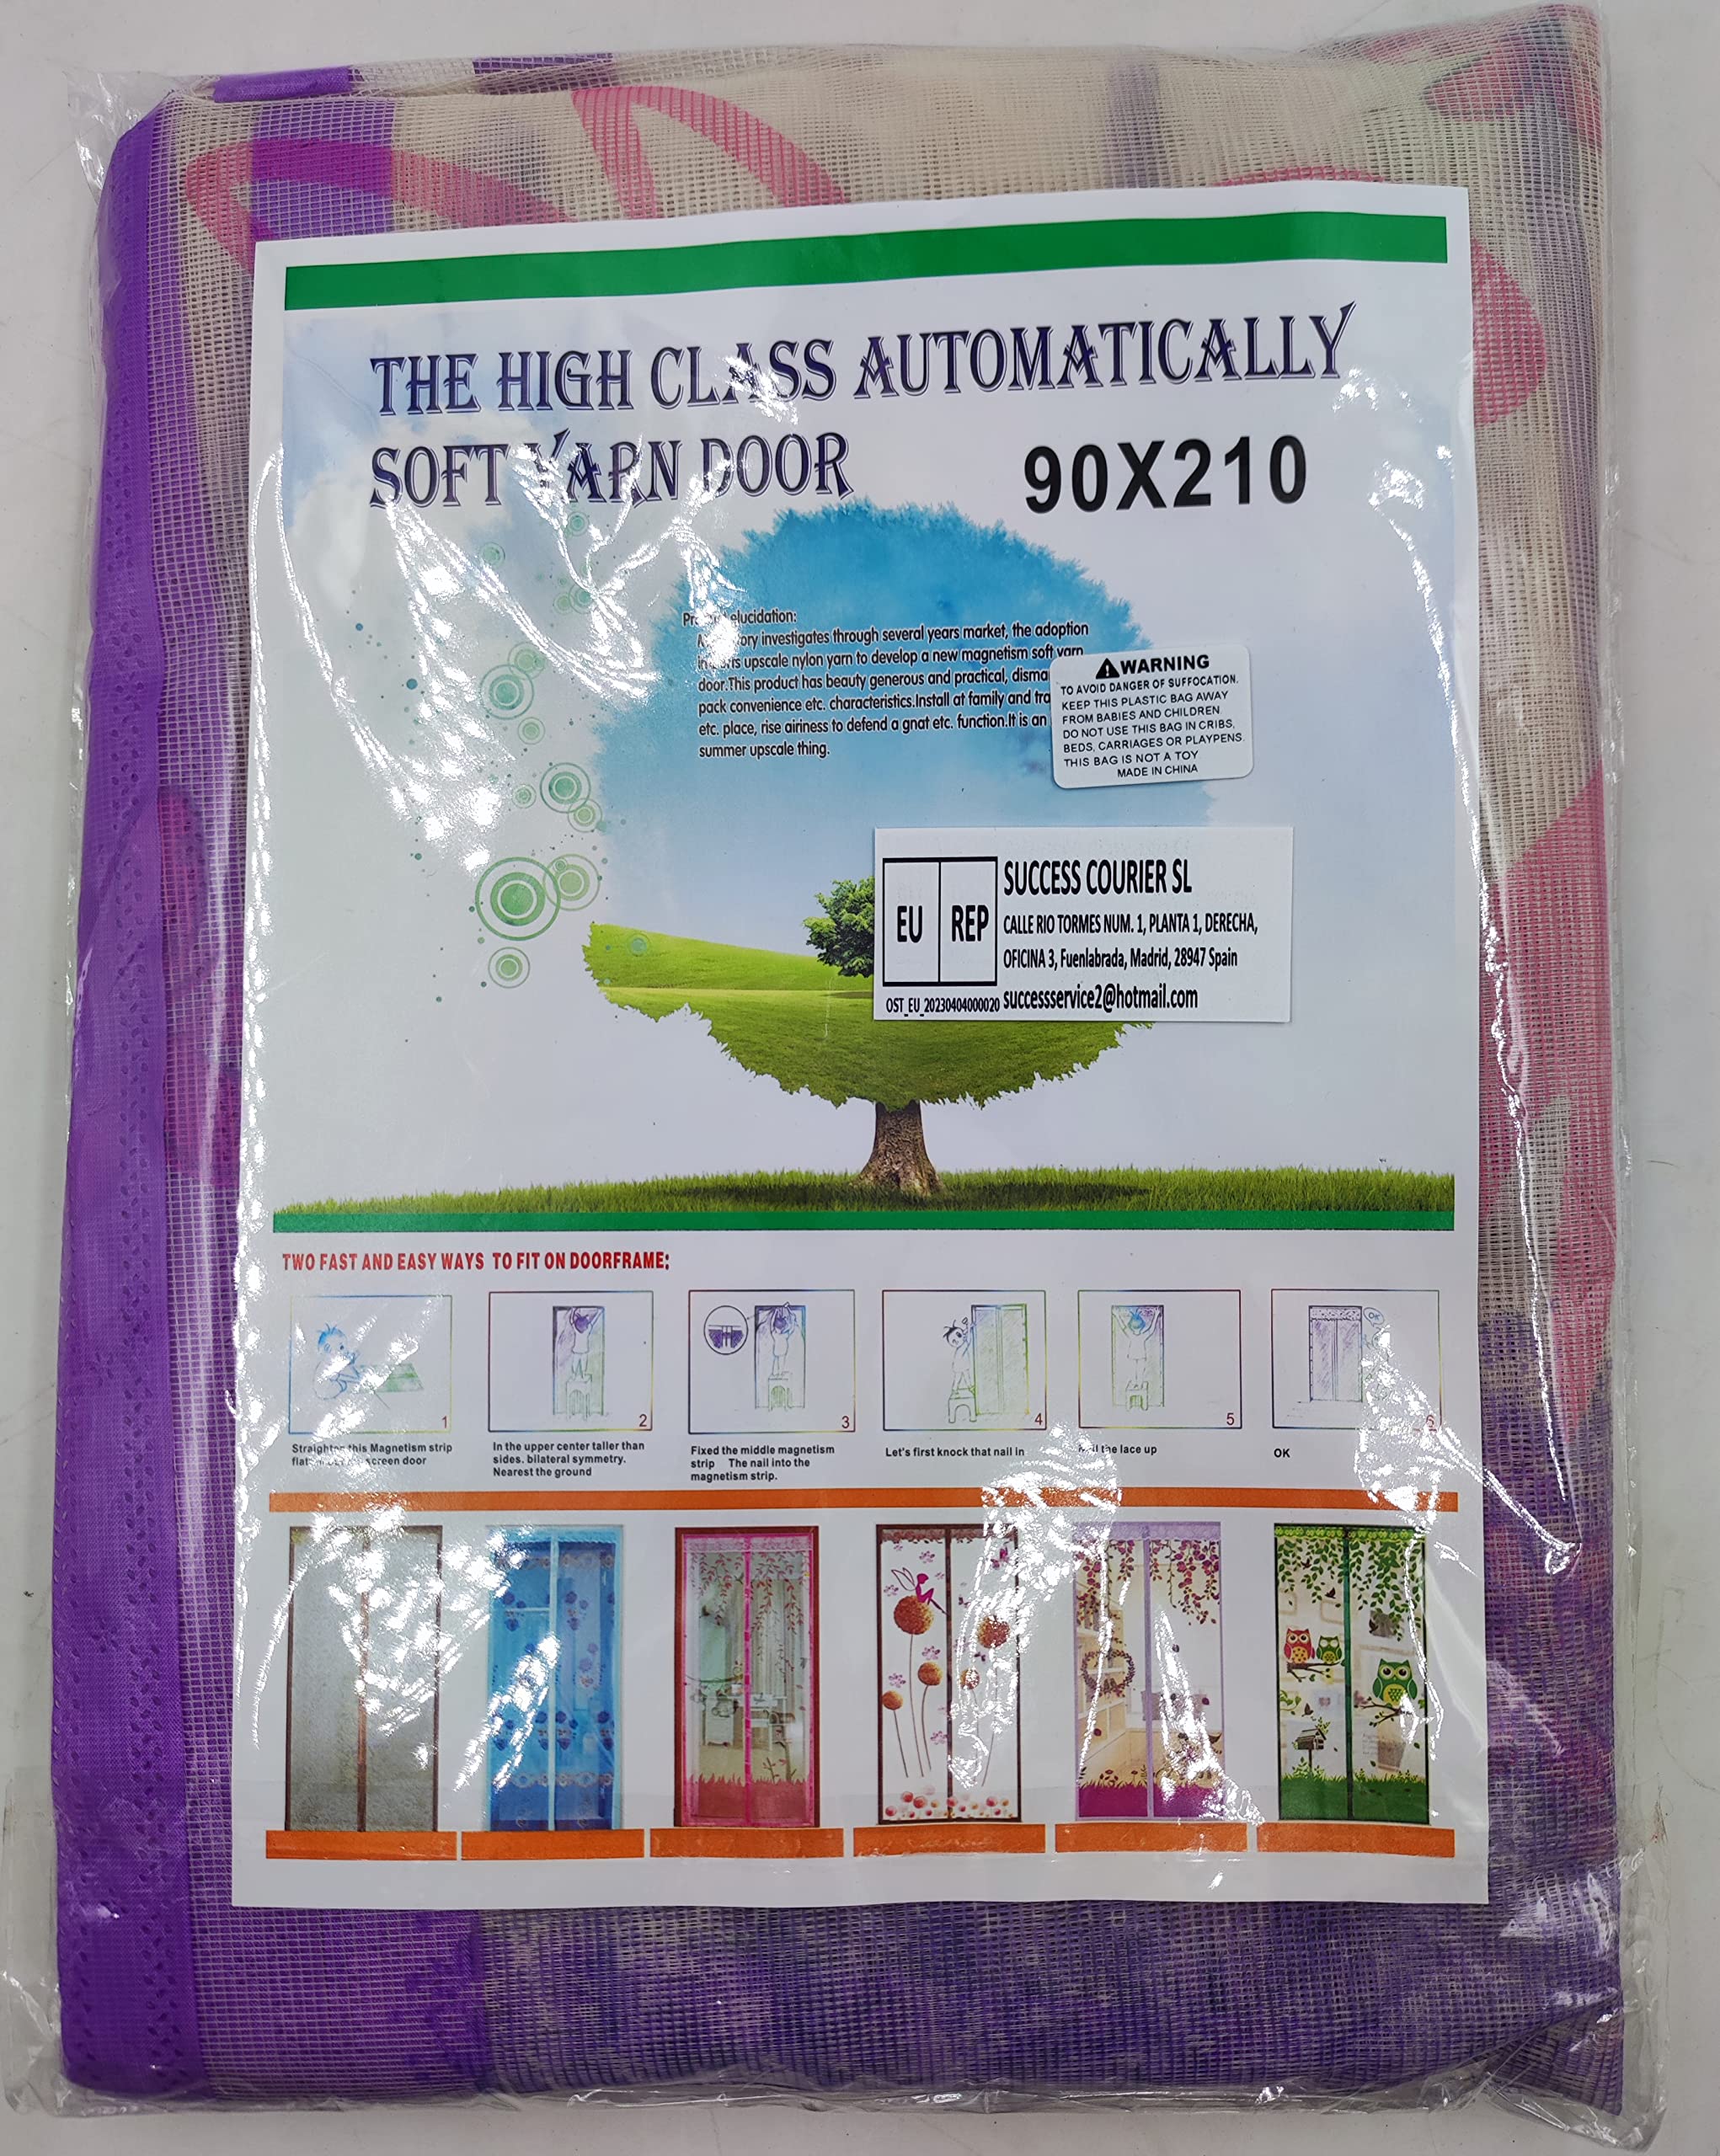 THE HIGH CLASS AUTOMATICALLY
SOFT YARN DOOR 90X210
elucidation:
investigates through several years market, the adoption
upscale nylon yarn to develop a new magnetism soft yarn
door.This product has beauty generous and practical,
pack convenience etc. characteristics.Install at family and
etc. place, rise airiness to defend a gnat etc. function.It is an
summer upscale thing.
WARNING
TO AVOID DANGER OF SUFFOCATION.
KEEP THIS PLASTIC BAG AWAY
FROM BABIES AND CHILDREN
DO NOT USE THIS BAG IN CRIBS,
BEDS, CARRIAGES OR PLAYPENS.
THIS BAG IS NOT A TOY
MADE IN CHINA
EU REP
SUCCESS COURIER SL
CALLE RIO TORMES NUM. 1, PLANTA 1, DERECHA,
OFICINA 3, Fuenlabrada, Madrid, 28947 Spain
OST_EU_20230404000020 successservice2@hotmail.com
TWO FAST AND EASY WAYS TO FIT ON DOORFRAME:
1
2
3
4
5
OK
6
Straighten this Magnetism strip
screen door
In the upper center taller than
sides. bilateral symmetry.
Nearest the ground
Fixed the middle magnetism
strip The nail into the
magnetism strip.
Let's first knock that nail in
the lace up
OK